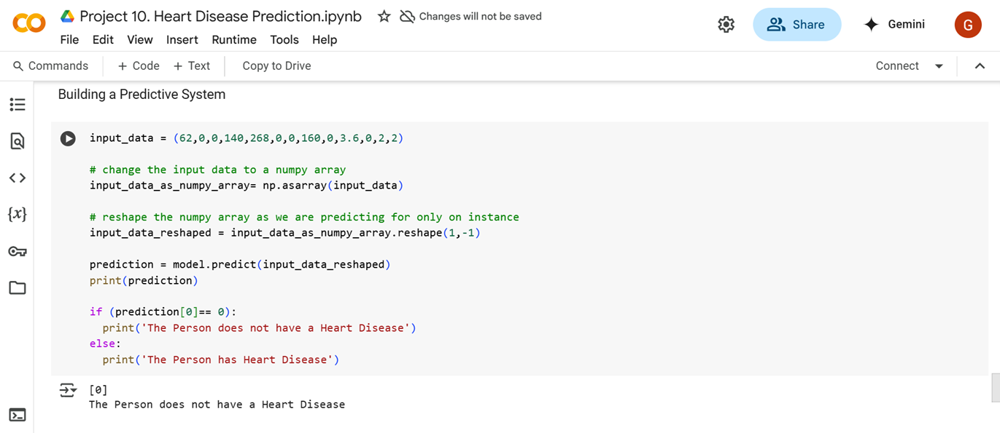 Project 10. Heart Disease Prediction.ipynb
Changes will not be saved
Share
Gemini
G
File Edit View Insert Runtime Tools Help
Commands
+ Code + Text
Copy to Drive
Connect
Building a Predictive System
input_data = (62,0,0,140,268,0,0,160,0,3.6,0,2,2)
# change the input data to a numpy array
input_data_as_numpy_array= np.asarray(input_data)
# reshape the numpy array as we are predicting for only on instance
input_data_reshaped = input_data_as_numpy_array.reshape(1,-1)
prediction = model.predict(input_data_reshaped)
print(prediction)
if (prediction[0]== 0):
  print('The Person does not have a Heart Disease')
else:
  print('The Person has Heart Disease')
[0]
The Person does not have a Heart Disease